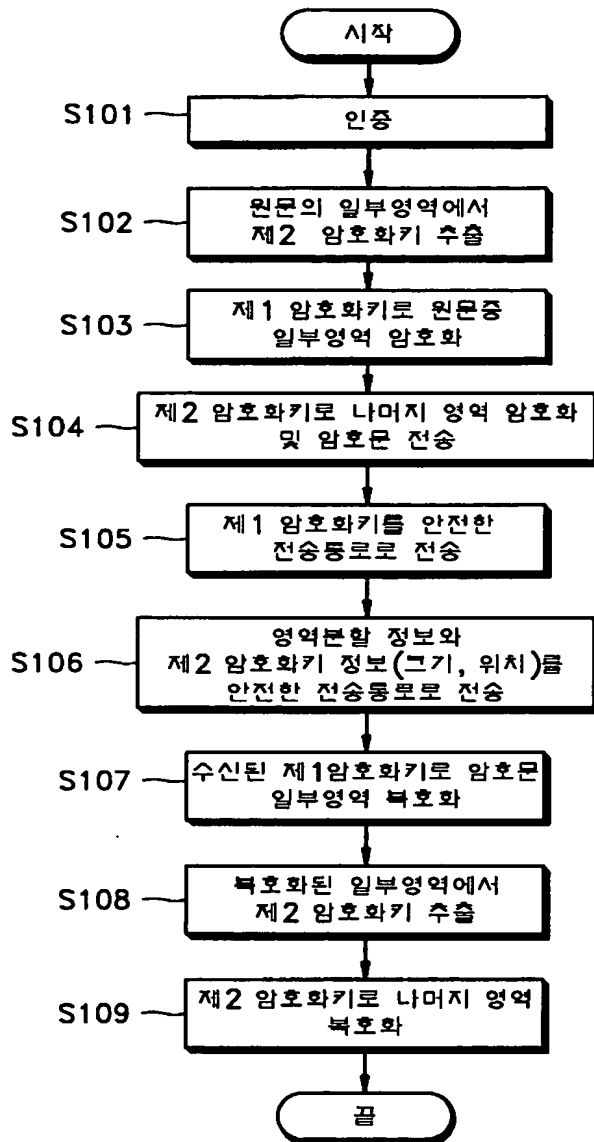 시작
S101
인증
S102
원문의 일부영역에서
제2 암호화키 추출
S103
제1 암호화키로 원문중
일부영역 암호화
S104
제2 암호화키로 나머지 영역 암호화
및 암호문 전송
S105
제1 암호화키를 안전한
전송통로로 전송
S106
영역분할 정보와
제2 암호화키 정보(크기, 위치)를
안전한 전송통로로 전송
S107
수신된 제1암호화키로 암호문
일부영역 복호화
S108
복호화된 일부영역에서
제2 암호화키 추출
S109
제2 암호화키로 나머지 영역
복호화
끝